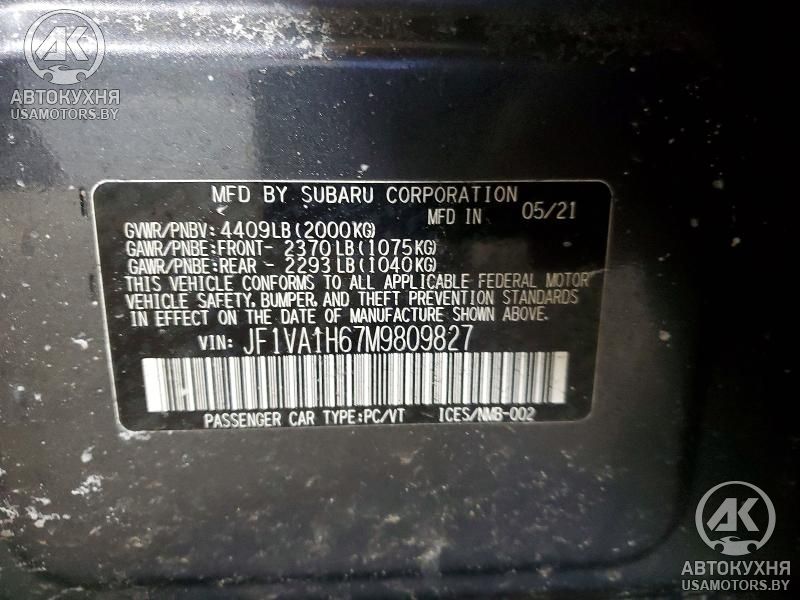 АК
АВТОКУХНЯ
USAMOTORS.BY
MFD BY SUBARU CORPORATION
MFD IN 05/21
GVWR/PNBV: 4409LB(2000KG)
GAWR/PNBE:FRONT- 2370LB(1075KG)
GAWR/PNBE:REAR - 2293LB(1040KG)
THIS VEHICLE CONFORMS TO ALL APPLICABLE FEDERAL MOTOR
VEHICLE SAFETY, BUMPER, AND THEFT PREVENTION STANDARDS
IN EFFECT ON THE DATE OF MANUFACTURE SHOWN ABOVE.
VIN: JF1VA1H67M9809827
PASSENGER CAR TYPE:PC/VT ICES/NMB-002
АК
АВТОКУХНЯ
USAMOTORS.BY